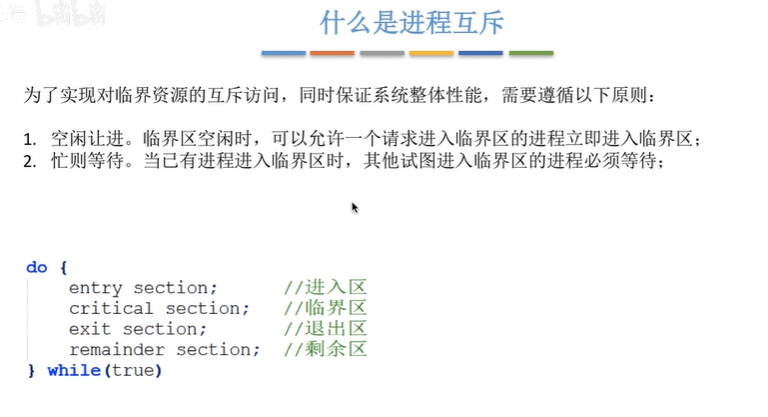 bilibili
什么是进程互斥
为了实现对临界资源的互斥访问，同时保证系统整体性能，需要遵循以下原则：
1. 空闲让进。临界区空闲时，可以允许一个请求进入临界区的进程立即进入临界区；
2. 忙则等待。当已有进程进入临界区时，其他试图进入临界区的进程必须等待；
do {
entry section; //进入区
critical section; //临界区
exit section; //退出区
remainder section; //剩余区
} while(true)